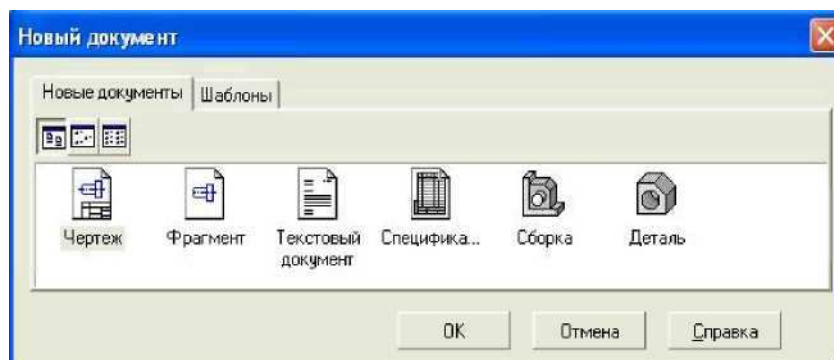 Новый документ
Новые документы Шаблоны
Чертеж Фрагмент Текстовый документ Специфика... Сборка Деталь
OK Отмена Справка